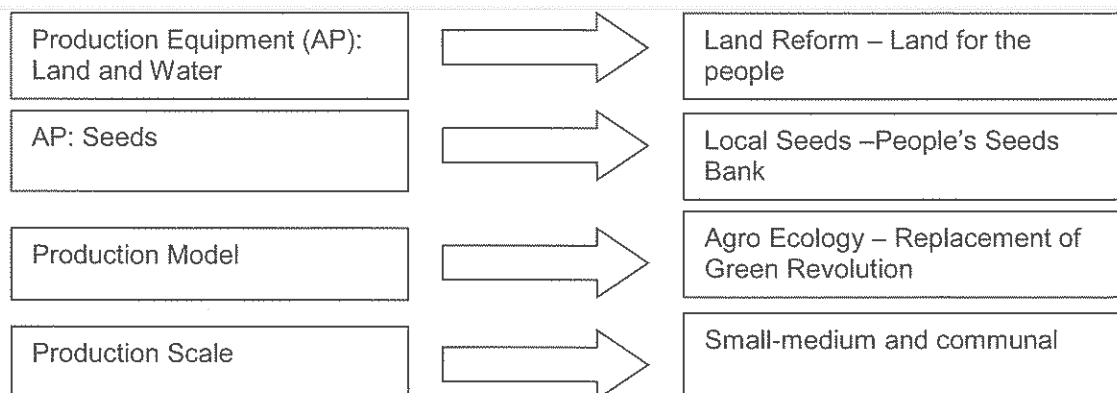 Production Equipment (AP):
Land and Water
Land Reform – Land for the
people
AP: Seeds
Local Seeds –People's Seeds
Bank
Production Model
Agro Ecology – Replacement of
Green Revolution
Production Scale
Small-medium and communal